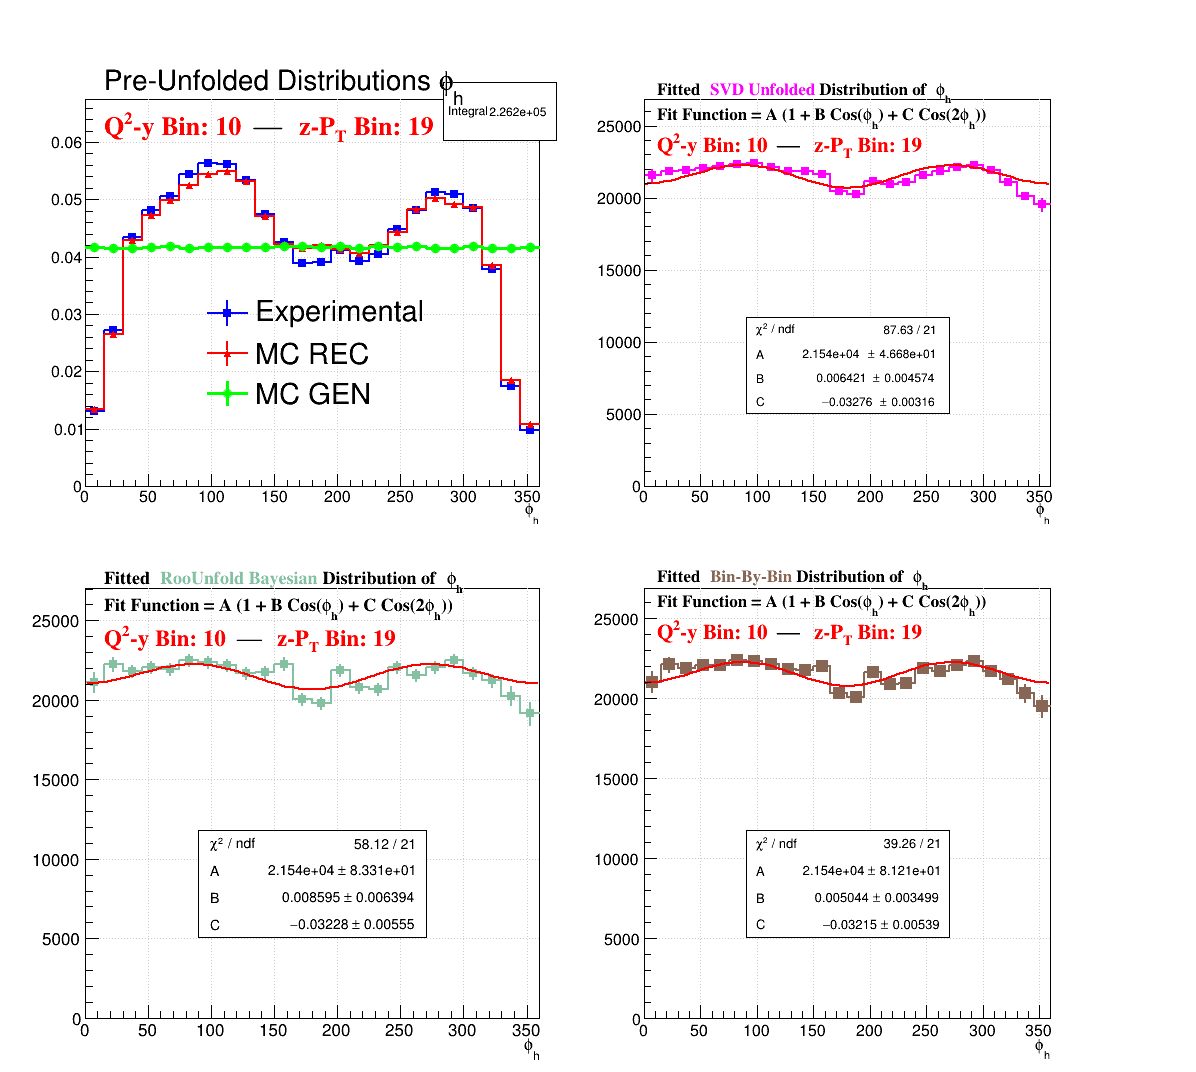 Pre-Unfolded Distributions ϕh
Integral 2.262e+05
Q²-y Bin: 10 — z-PT Bin: 19
0.06
0.05
0.04
0.03
0.02
0.01
0
Experimental
MC REC
MC GEN
0 50 100 150 200 250 300 350
ϕh
Fitted SVD Unfolded Distribution of ϕh
Fit Function = A (1 + B Cos(ϕh) + C Cos(2ϕh))
Q²-y Bin: 10 — z-PT Bin: 19
25000
20000
15000
10000
5000
0
χ² / ndf 87.63 / 21
A 2.154e+04 ± 4.668e+01
B 0.006421 ± 0.004574
C −0.03276 ± 0.00316
0 50 100 150 200 250 300 350
ϕh
Fitted RooUnfold Bayesian Distribution of ϕh
Fit Function = A (1 + B Cos(ϕh) + C Cos(2ϕh))
Q²-y Bin: 10 — z-PT Bin: 19
25000
20000
15000
10000
5000
0
χ² / ndf 58.12 / 21
A 2.154e+04 ± 8.331e+01
B 0.008595 ± 0.006394
C −0.03228 ± 0.00555
0 50 100 150 200 250 300 350
ϕh
Fitted Bin-By-Bin Distribution of ϕh
Fit Function = A (1 + B Cos(ϕh) + C Cos(2ϕh))
Q²-y Bin: 10 — z-PT Bin: 19
25000
20000
15000
10000
5000
0
χ² / ndf 39.26 / 21
A 2.154e+04 ± 8.121e+01
B 0.005044 ± 0.003499
C −0.03215 ± 0.00539
0 50 100 150 200 250 300 350
ϕh